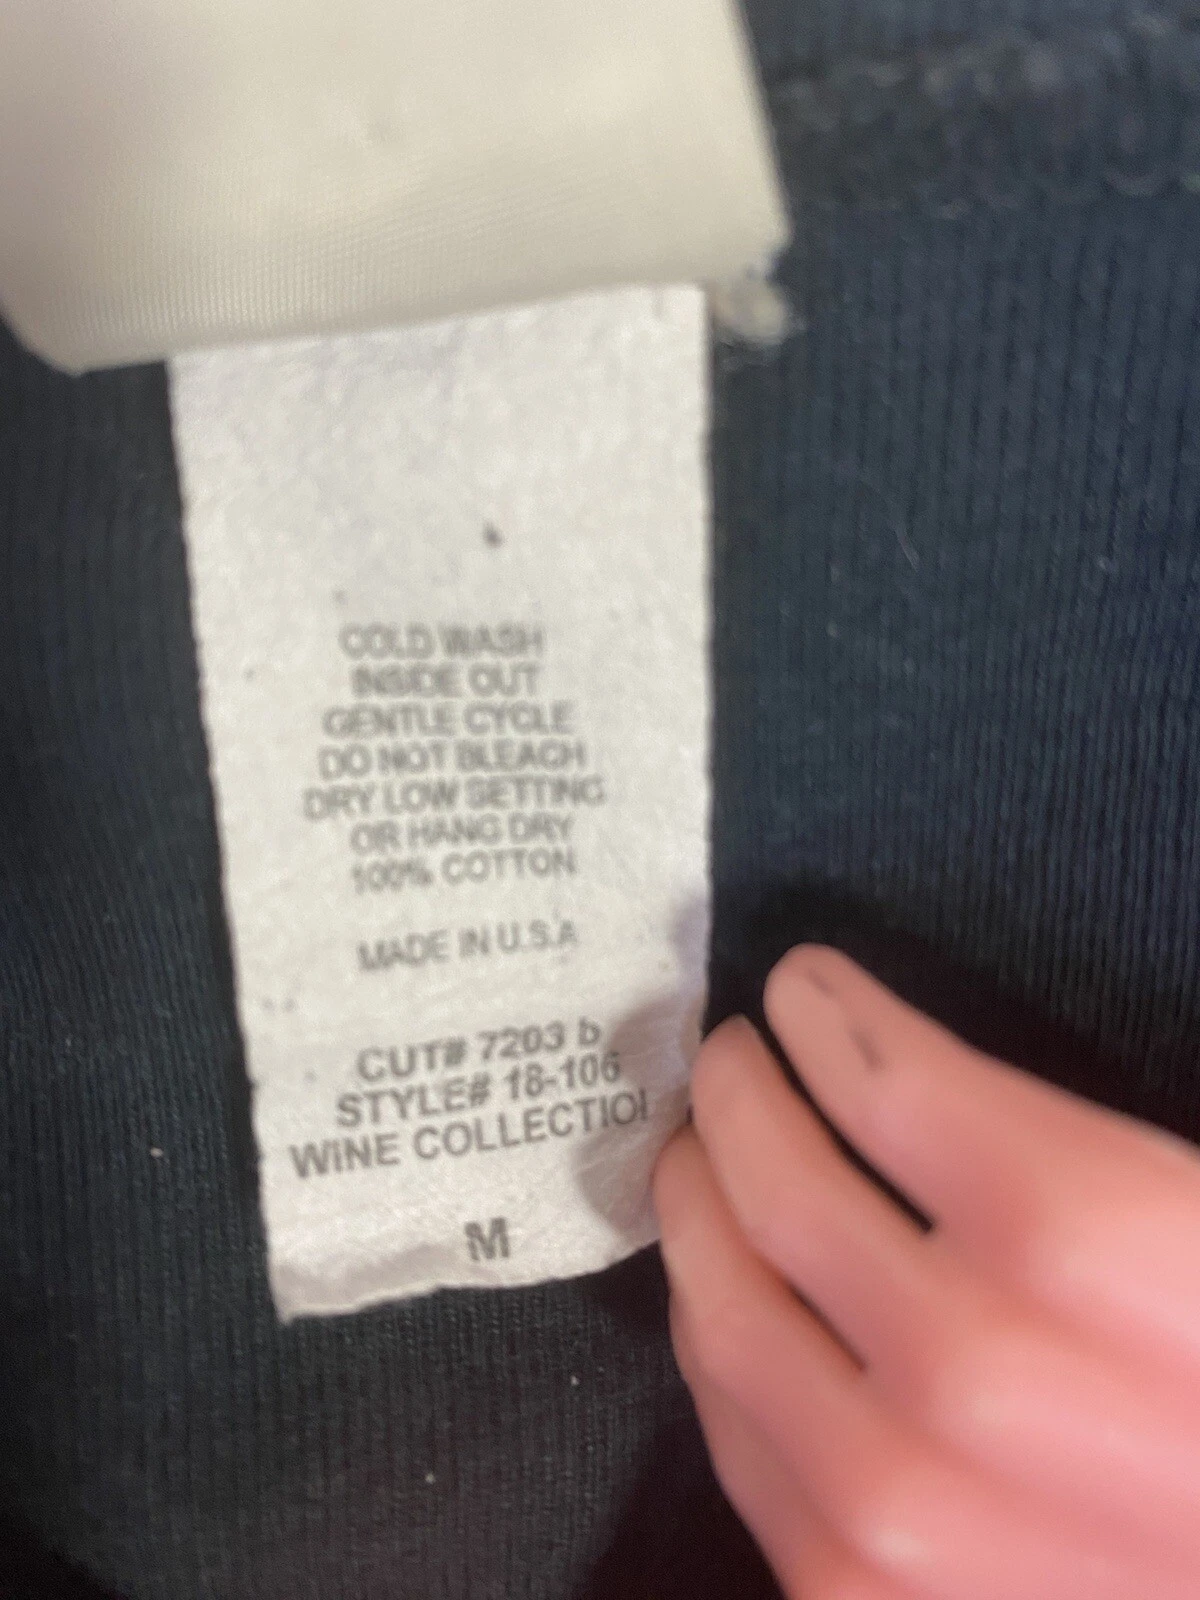 COLD WASH
INSIDE OUT
GENTLE CYCLE
DO NOT BLEACH
DRY LOW SETTING
OR HANG DRY
100% COTTON
MADE IN U.S.A
CUT# 7203 b
STYLE# 18-106
WINE COLLECTION
M